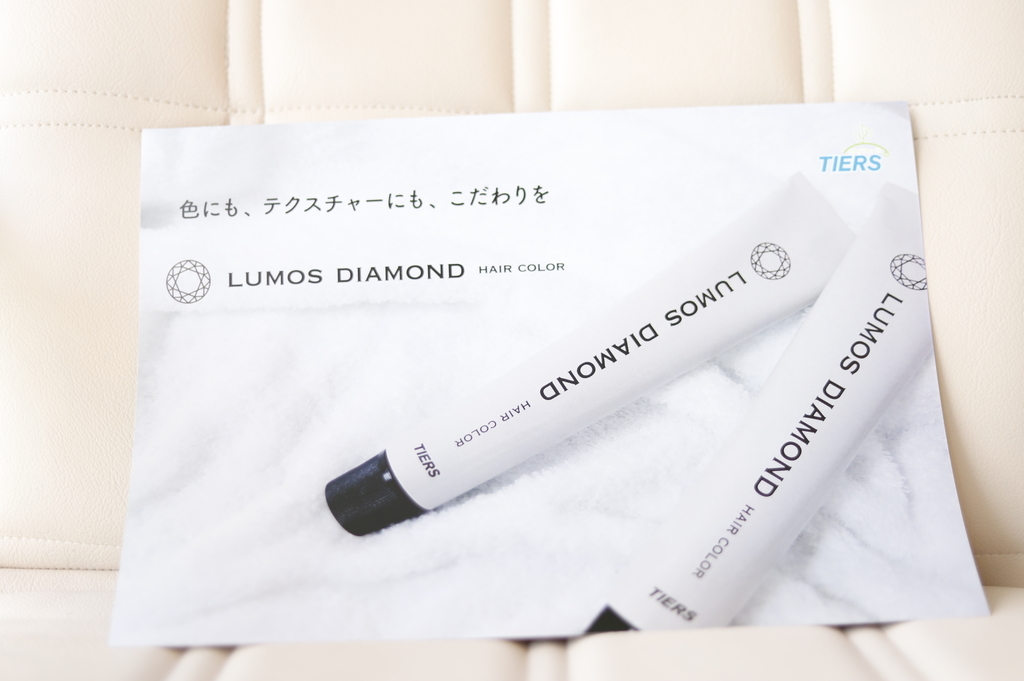 TIERS
色にも、テクスチャーにも、こだわりを
LUMOS DIAMOND HAIR COLOR
LUMOS DIAMOND HAIR COLOR
TIERS
LUMOS DIAMOND HAIR COLOR
TIERS